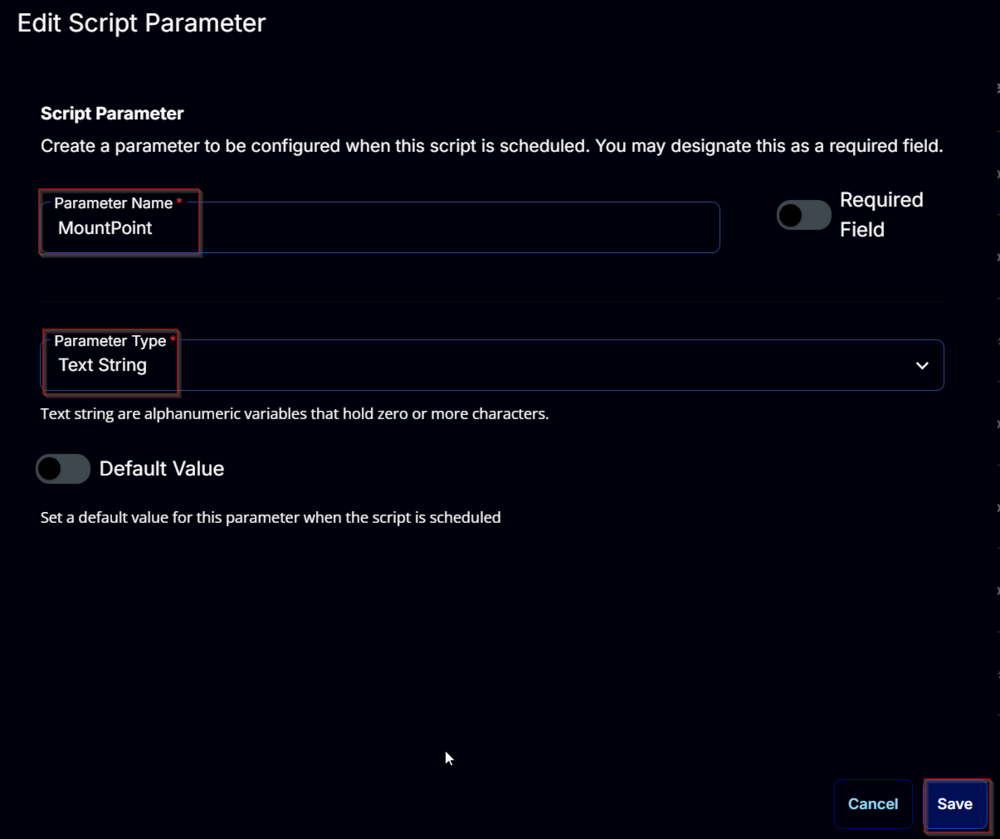 Edit Script Parameter
Script Parameter
Create a parameter to be configured when this script is scheduled. You may designate this as a required field.
Parameter Name *
MountPoint
Required
Field
Parameter Type *
Text String
Text string are alphanumeric variables that hold zero or more characters.
Default Value
Set a default value for this parameter when the script is scheduled
Cancel
Save